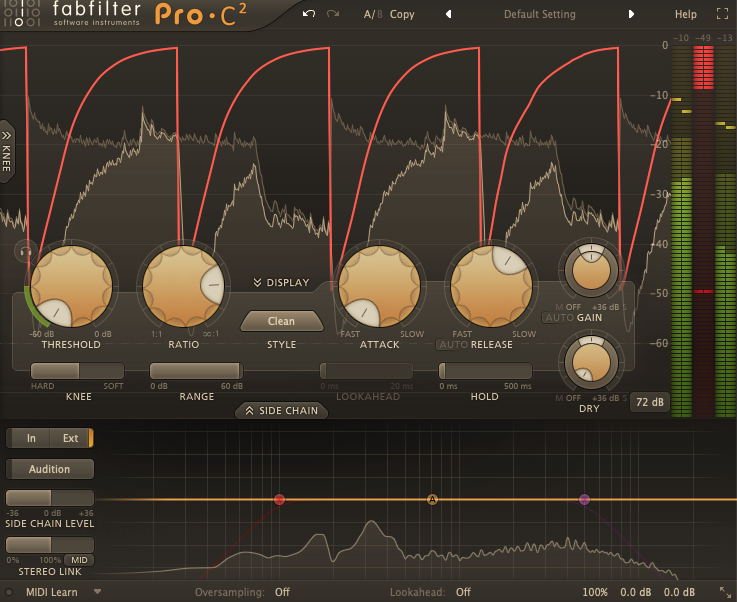 fabfilter
software instruments
Pro·C²
A/B Copy
Default Setting
Help
-10 -49 -13
0
-10
-20
-30
-40
-50
-60
72 dB
KNEE
-60 dB 0 dB
THRESHOLD
1:1 ∞:1
RATIO
DISPLAY
Clean
STYLE
FAST SLOW
ATTACK
FAST SLOW
AUTO RELEASE
M OFF +36 dB S
AUTO GAIN
M OFF +36 dB S
DRY
HARD SOFT
KNEE
0 dB 60 dB
RANGE
0 ms 20 ms
LOOKAHEAD
0 ms 500 ms
HOLD
SIDE CHAIN
In Ext
Audition
-36 0 dB +36
SIDE CHAIN LEVEL
0% 100% MID
STEREO LINK
A
MIDI Learn
Oversampling: Off
Lookahead: Off
100% 0.0 dB 0.0 dB